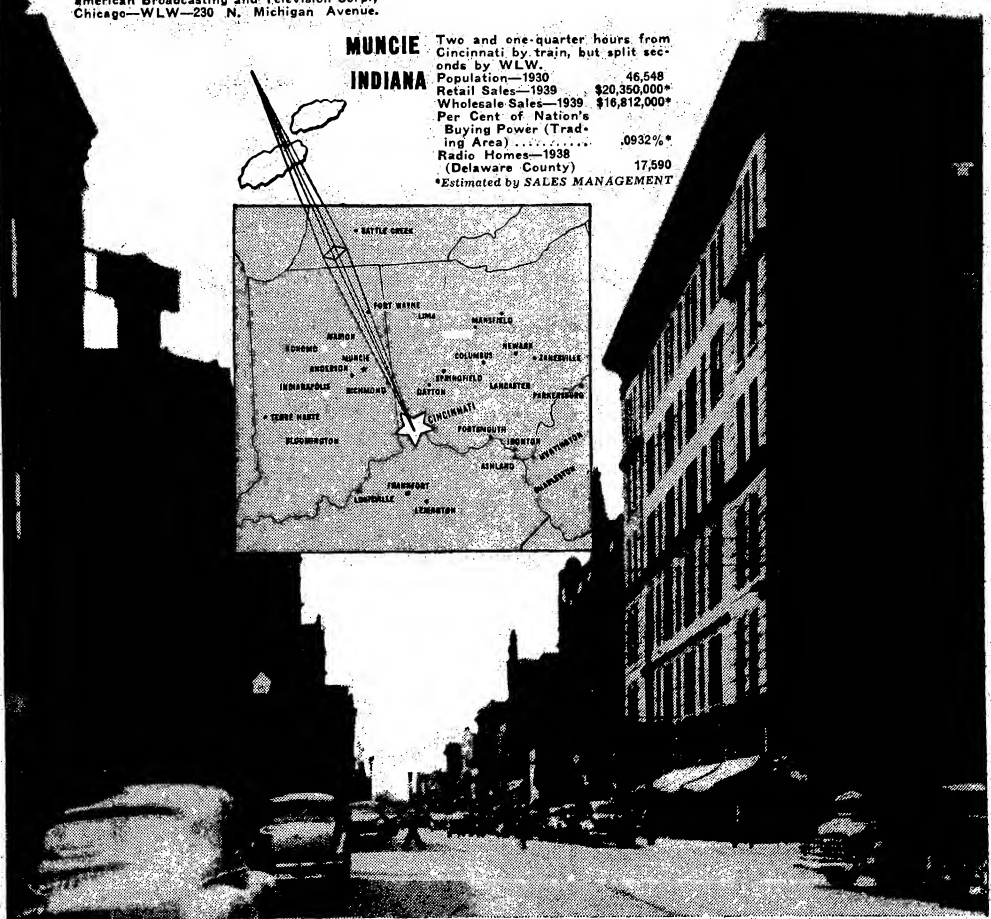 american Broadcasting and Television Corp.,
Chicago—WLW—230 N. Michigan Avenue.
MUNCIE
INDIANA
Two and one-quarter hours from
Cincinnati by train, but split sec-
onds by WLW.
Population—1930 46,548
Retail Sales—1939 $20,350,000*
Wholesale Sales—1939 $16,812,000*
Per Cent of Nation's
Buying Power (Trad-
ing Area) ........... .0932%*
Radio Homes—1938
(Delaware County) 17,590
*Estimated by SALES MANAGEMENT
BATTLE CREEK
FORT WAYNE
LIMA
MANSFIELD
MARION
NEWARK
KOKOMO
MUNCIE
COLUMBUS
ZANESVILLE
ANDERSON
SPRINGFIELD
INDIANAPOLIS
RICHMOND
DAYTON
LANCASTER
PARKERSBURG
TERRE HAUTE
CINCINNATI
PORTSMOUTH
BLOOMINGTON
IRONTON
HUNTINGTON
ASHLAND
CHARLESTON
FRANKFORT
LOUISVILLE
LEXINGTON